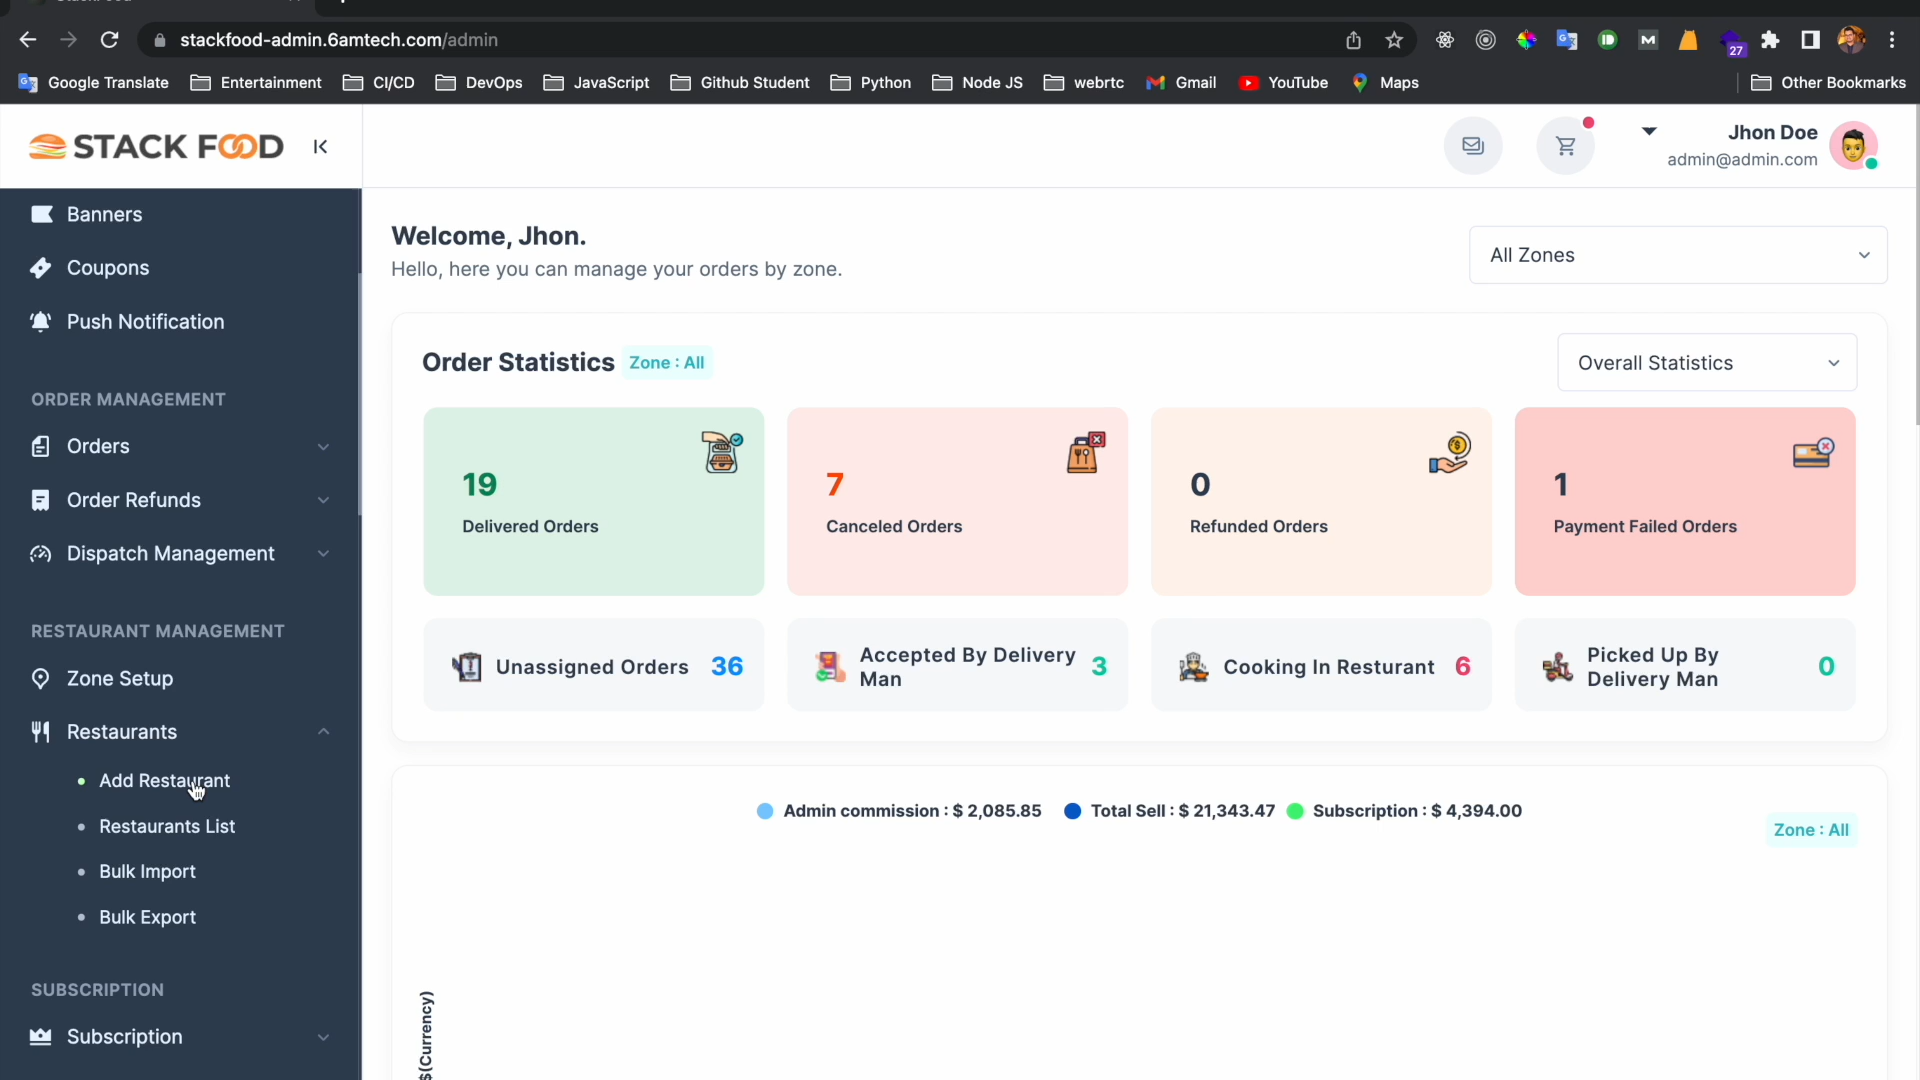 stackfood-admin.6amtech.com/admin
27
Google Translate
Entertainment
CI/CD
DevOps
JavaScript
Github Student
Python
Node JS
webrtc
Gmail
YouTube
Maps
Other Bookmarks
STACK FOOD
Jhon Doe
admin@admin.com
Banners
Coupons
Push Notification
ORDER MANAGEMENT
Orders
Order Refunds
Dispatch Management
RESTAURANT MANAGEMENT
Zone Setup
Restaurants
Add Restaurant
Restaurants List
Bulk Import
Bulk Export
SUBSCRIPTION
Subscription
Welcome, Jhon.
Hello, here you can manage your orders by zone.
All Zones
Order Statistics
Zone : All
Overall Statistics
19
Delivered Orders
7
Canceled Orders
0
Refunded Orders
1
Payment Failed Orders
Unassigned Orders 36
Accepted By Delivery
Man
3
Cooking In Resturant 6
Picked Up By
Delivery Man
0
Admin commission : $ 2,085.85
Total Sell : $ 21,343.47
Subscription : $ 4,394.00
Zone : All
$(Currency)